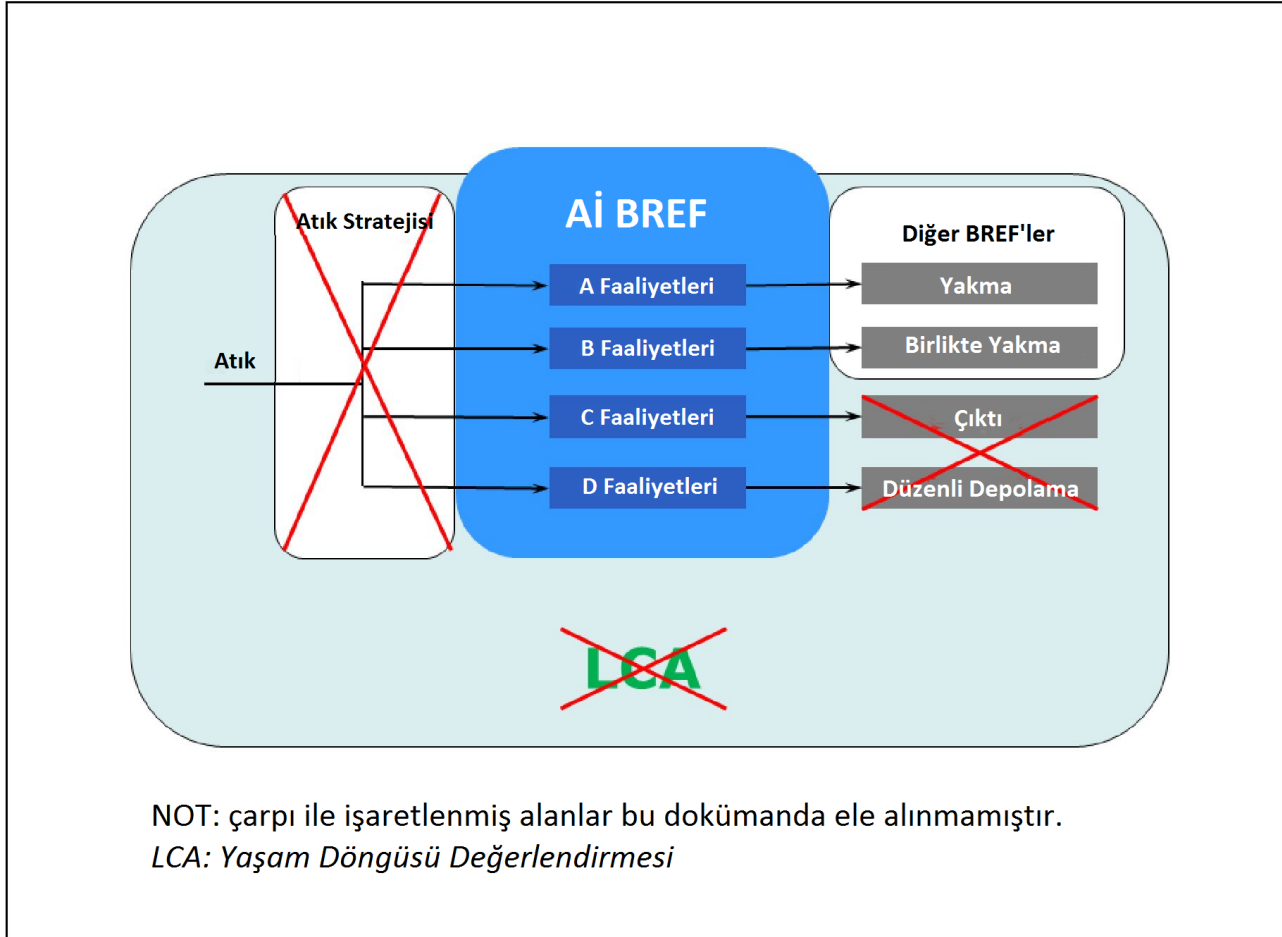 Atık Stratejisi
Aİ BREF
Diğer BREF'ler
Atık
A Faaliyetleri
Yakma
B Faaliyetleri
Birlikte Yakma
C Faaliyetleri
Çıktı
D Faaliyetleri
Düzenli Depolama
LCA
NOT: çarpı ile işaretlenmiş alanlar bu dokümanda ele alınmamıştır.
LCA: Yaşam Döngüsü Değerlendirmesi